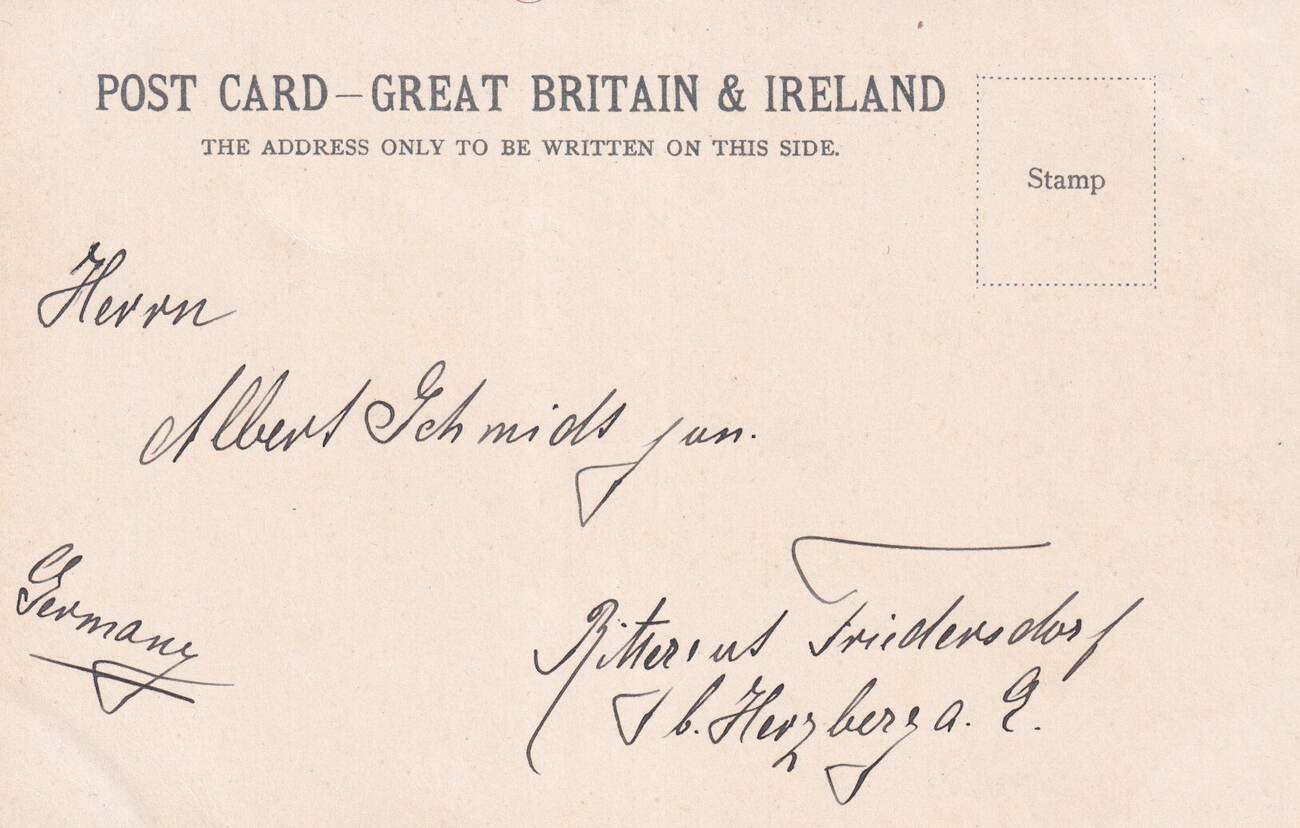 POST CARD — GREAT BRITAIN & IRELAND
THE ADDRESS ONLY TO BE WRITTEN ON THIS SIDE.
Stamp
Herrn
Albert Schmidt jun.
Germany
Rittergut Friedersdorf
b. Herzberg a. E.